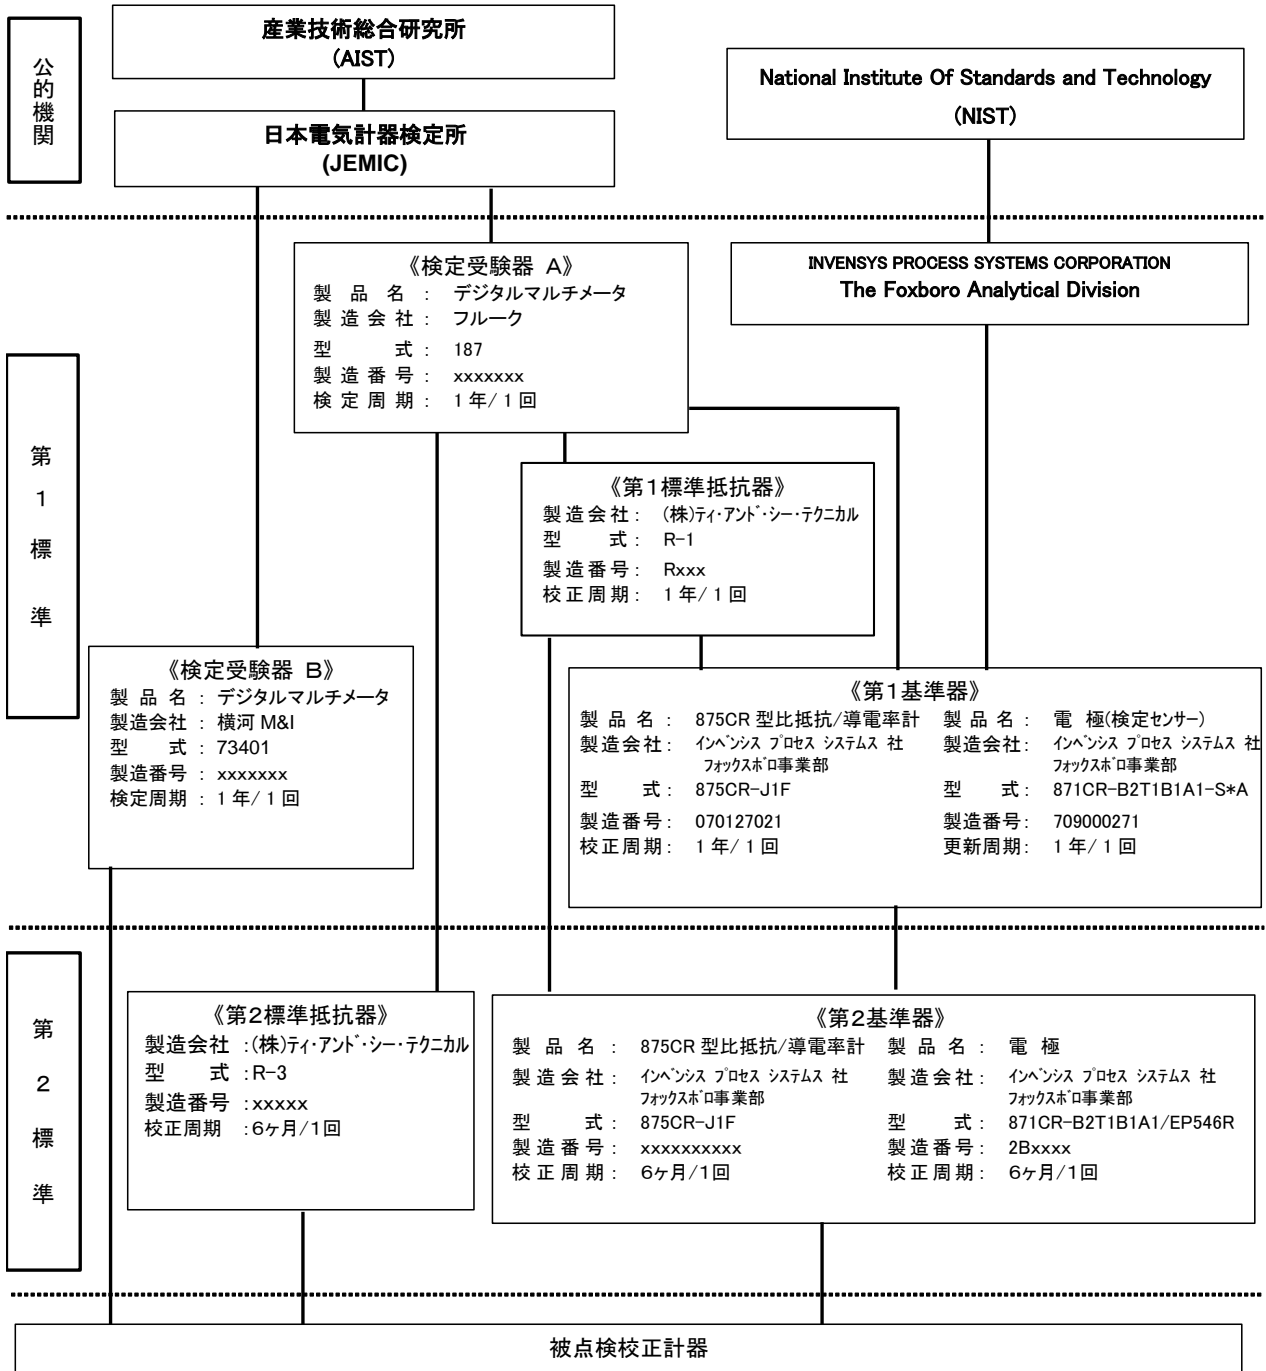 公的機関
産業技術総合研究所
(AIST)
日本電気計器検定所
(JEMIC)
National Institute Of Standards and Technology
(NIST)
第1標準
《検定受験器 A》
製品名： デジタルマルチメータ
製造会社： フルーク
型式： 187
製造番号： xxxxxxx
検定周期： 1年/1回
INVENSYS PROCESS SYSTEMS CORPORATION
The Foxboro Analytical Division
《第1標準抵抗器》
製造会社： (株)ティ・アンド・シー・テクニカル
型式： R-1
製造番号： Rxxx
校正周期： 1年/1回
《検定受験器 B》
製品名： デジタルマルチメータ
製造会社： 横河 M&I
型式： 73401
製造番号： xxxxxxx
検定周期： 1年/1回
《第1基準器》
製品名： 875CR 型比抵抗/導電率計
製造会社： インベンシス プロセス システムス 社
フォックスボロ事業部
型式： 875CR-J1F
製造番号： 070127021
校正周期： 1年/1回
製品名： 電 極(検定センサー)
製造会社： インベンシス プロセス システムス 社
フォックスボロ事業部
型式： 871CR-B2T1B1A1-S*A
製造番号： 709000271
更新周期： 1年/1回
第2標準
《第2標準抵抗器》
製造会社 ：(株)ティ・アンド・シー・テクニカル
型式 ：R-3
製造番号 ：xxxxx
校正周期 ：6ヶ月/1回
《第2基準器》
製品名： 875CR 型比抵抗/導電率計
製造会社： インベンシス プロセス システムス 社
フォックスボロ事業部
型式： 875CR-J1F
製造番号： xxxxxxxxxx
校正周期： 6ヶ月/1回
製品名： 電 極
製造会社： インベンシス プロセス システムス 社
フォックスボロ事業部
型式： 871CR-B2T1B1A1/EP546R
製造番号： 2Bxxxx
校正周期： 6ヶ月/1回
被点検校正計器